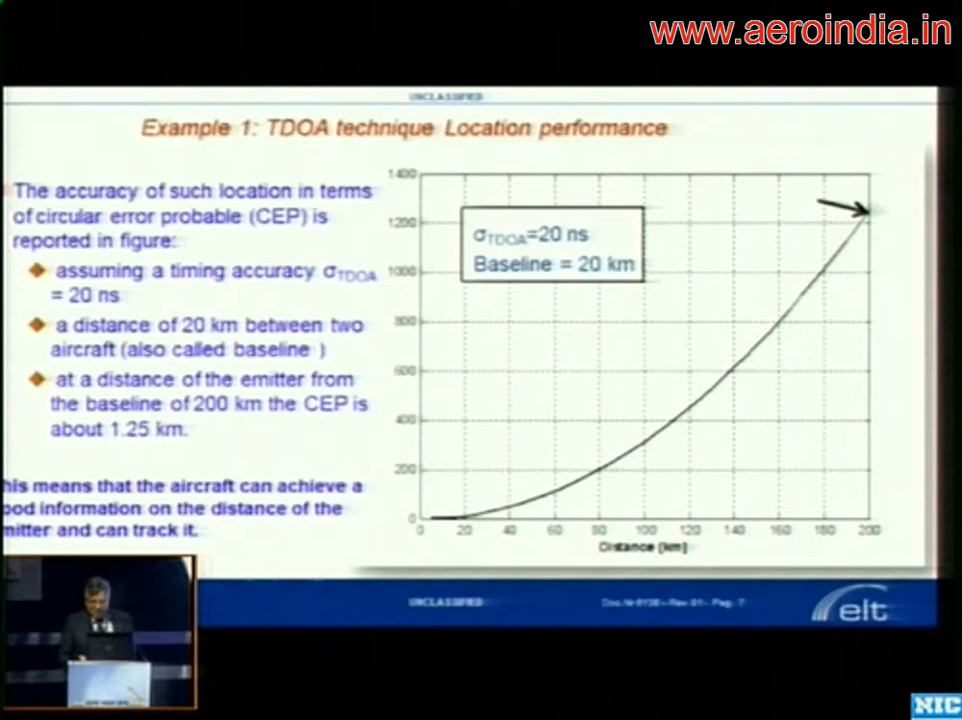 www.aeroindia.in
UNCLASSIFIED
Example 1: TDOA technique Location performance
The accuracy of such location in terms
of circular error probable (CEP) is
reported in figure:
assuming a timing accuracy σTDOA
= 20 ns
a distance of 20 km between two
aircraft (also called baseline )
at a distance of the emitter from
the baseline of 200 km the CEP is
about 1.25 km.
his means that the aircraft can achieve a
ood information on the distance of the
mitter and can track it.
1400
1200
1000
800
600
400
200
0
σTDOA=20 ns
Baseline = 20 km
0 20 40 60 80 100 120 140 160 180 200
Distance [km]
UNCLASSIFIED
Rev. 01 - Pag. 7
elt
NIC